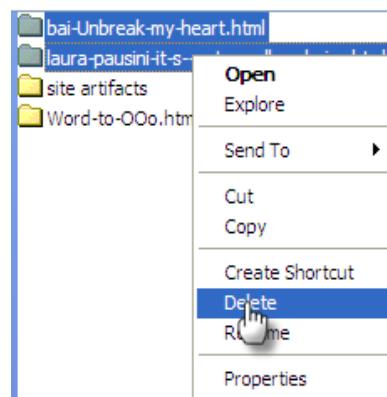 bai-Unbreak-my-heart.html
laura-pausini-it-s-
site artifacts
Word-to-OOo.htm
Open
Explore
Send To
Cut
Copy
Create Shortcut
Delete
Properties